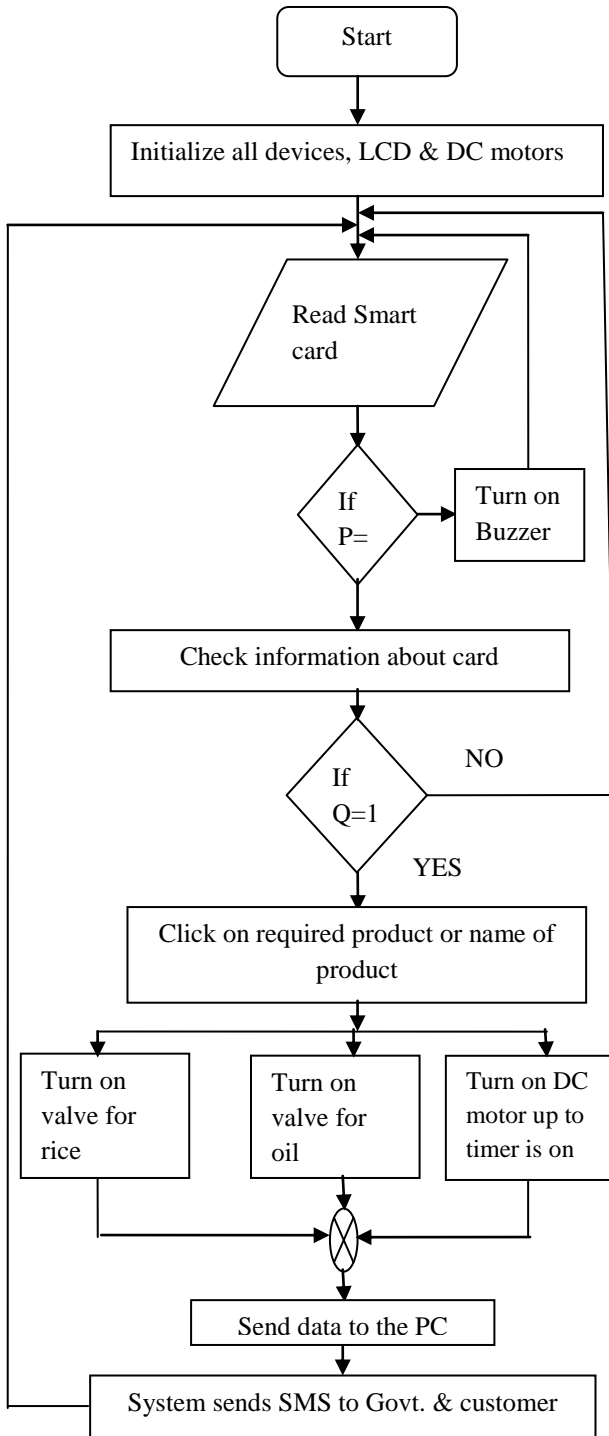 Start
Initialize all devices, LCD & DC motors
Read Smart
card
If
P=
Turn on
Buzzer
Check information about card
NO
If
Q=1
YES
Click on required product or name of
product
Turn on
valve for
rice
Turn on
valve for
oil
Turn on DC
motor up to
timer is on
Send data to the PC
System sends SMS to Govt. & customer